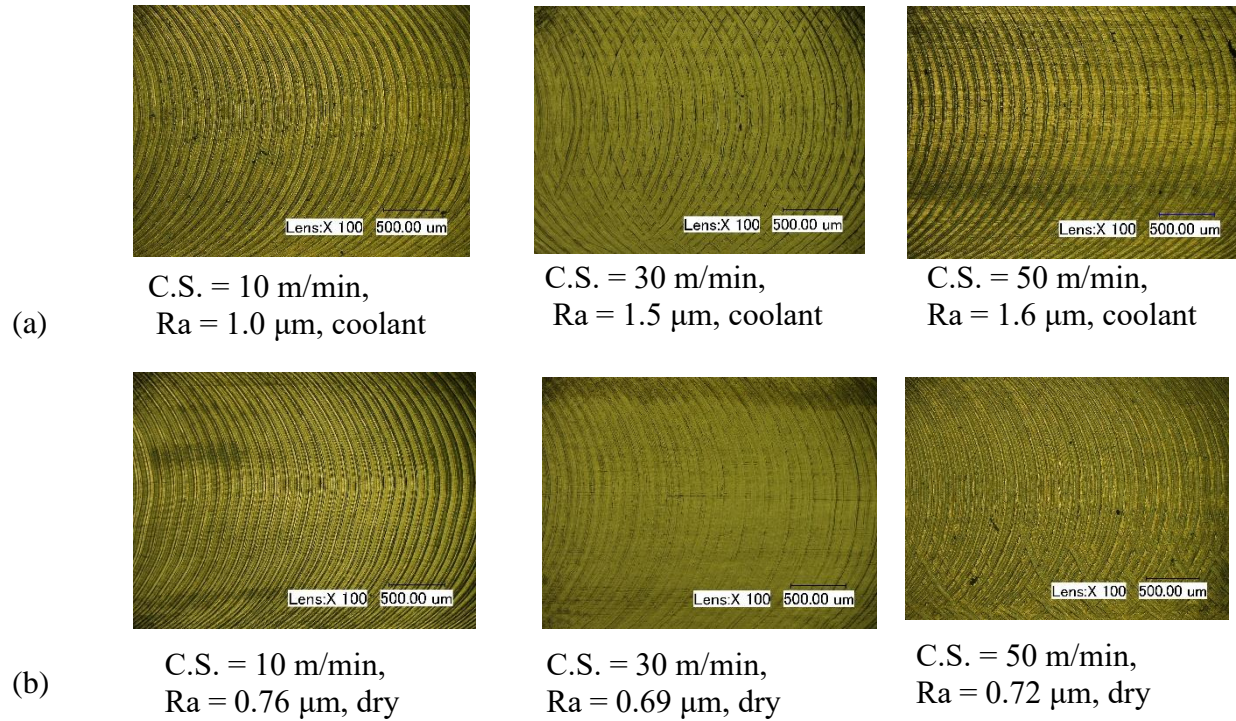 Lens:X 100 500.00 um
Lens:X 100 500.00 um
Lens:X 100 500.00 um
C.S. = 10 m/min,
Ra = 1.0 μm, coolant
C.S. = 30 m/min,
Ra = 1.5 μm, coolant
C.S. = 50 m/min,
Ra = 1.6 μm, coolant
(a)
Lens:X 100 500.00 um
Lens:X 100 500.00 um
Lens:X 100 500.00 um
C.S. = 10 m/min,
Ra = 0.76 μm, dry
C.S. = 30 m/min,
Ra = 0.69 μm, dry
C.S. = 50 m/min,
Ra = 0.72 μm, dry
(b)